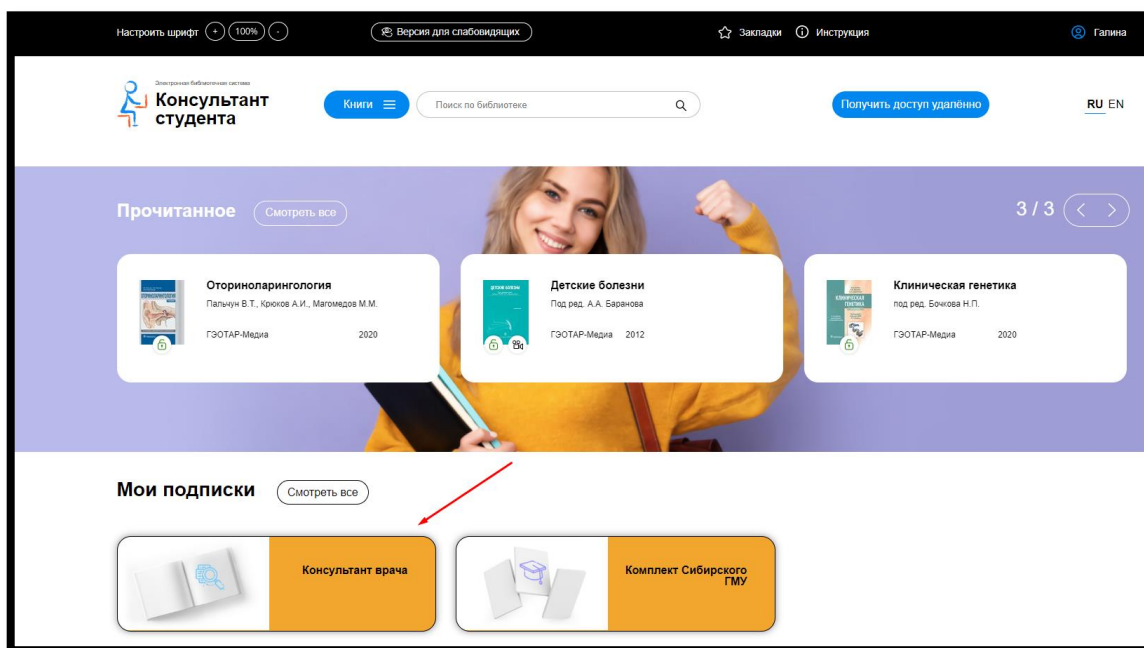 Настроить шрифт + 100% - Версия для слабовидящих Закладки Инструкция Галина
Электронная библиотечная система
Консультант
студента
Книги Поиск по библиотеке Получить доступ удалённо RU EN
Прочитанное Смотреть все 3 / 3
Оториноларингология
Пальчун В.Т., Крюков А.И., Магомедов М.М.
ГЭОТАР-Медиа 2020
Детские болезни
Под ред. А.А. Баранова
ГЭОТАР-Медиа 2012
Клиническая генетика
под ред. Бочкова Н.П.
ГЭОТАР-Медиа 2020
Мои подписки Смотреть все
Консультант врача
Комплект Сибирского
ГМУ